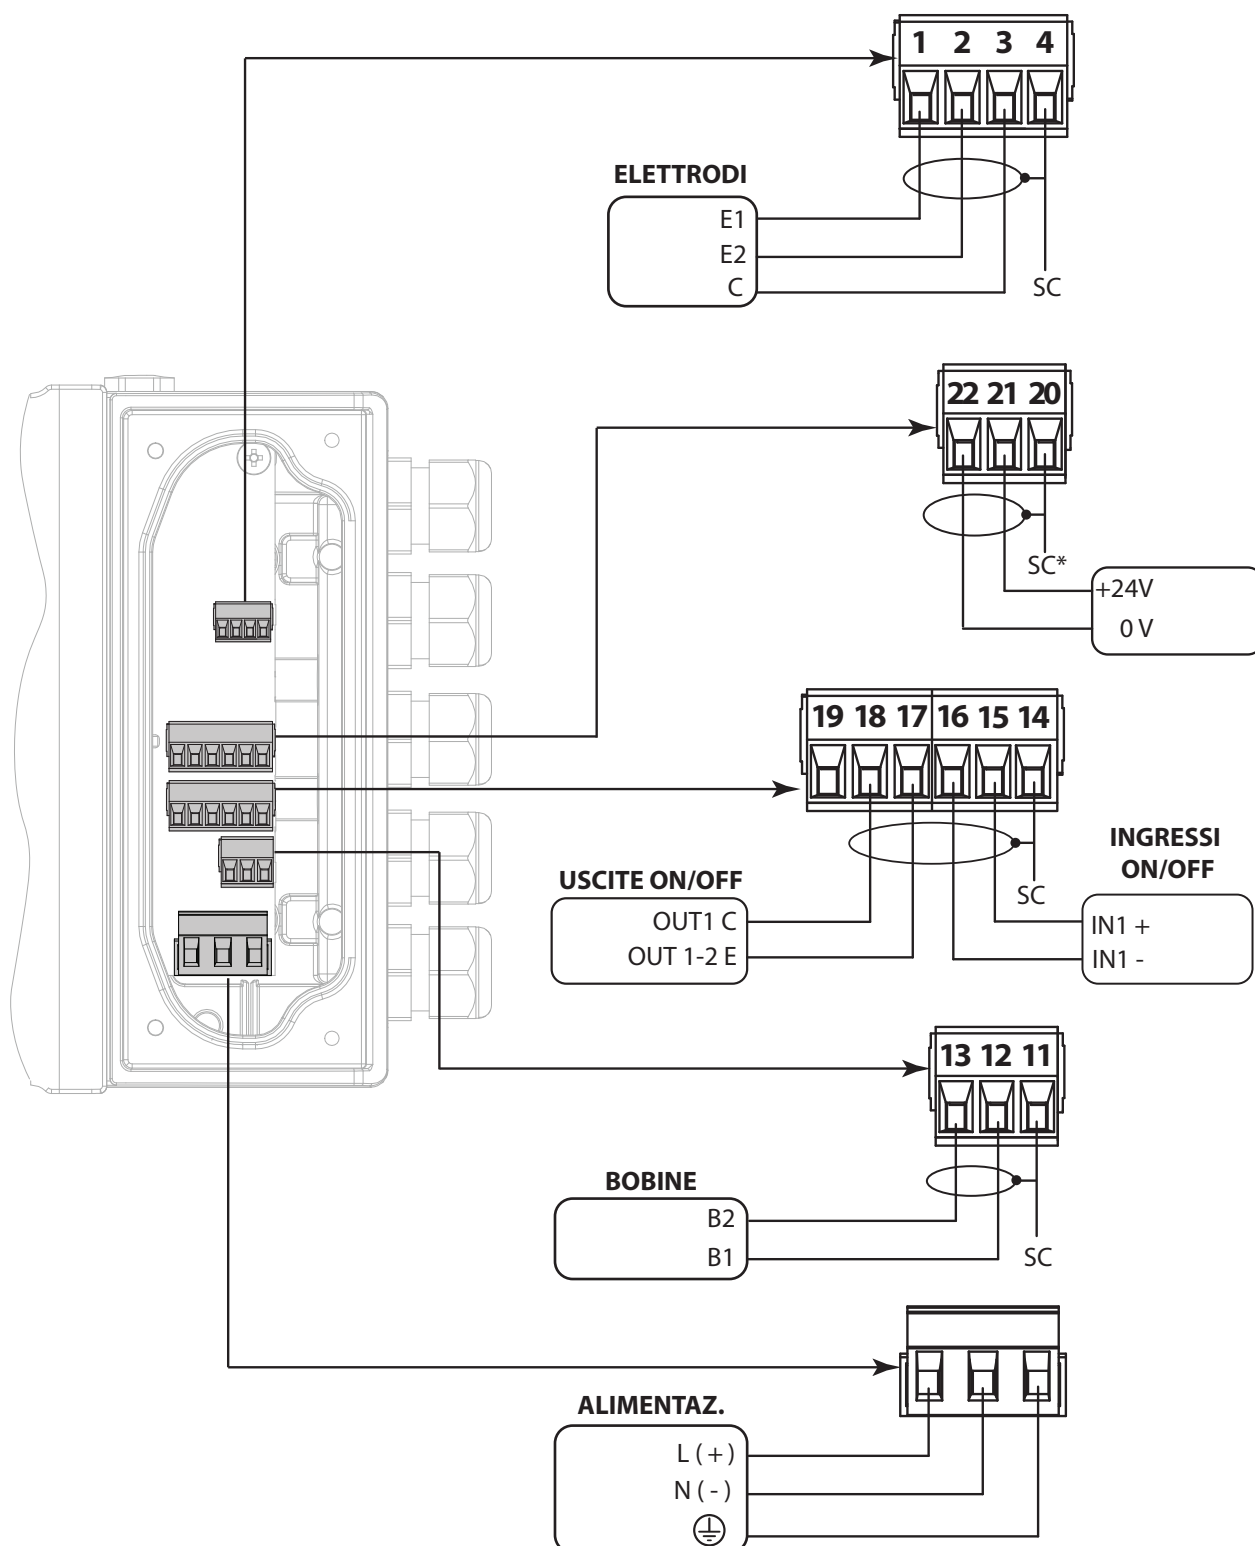 1 2 3 4
ELETTRODI
E1
E2
C
SC
22 21 20
SC*
+24V
0 V
19 18 17 16 15 14
INGRESSI
ON/OFF
USCITE ON/OFF
SC
OUT1 C
OUT 1-2 E
IN1 +
IN1 -
13 12 11
BOBINE
B2
B1
SC
ALIMENTAZ.
L ( + )
N ( - )